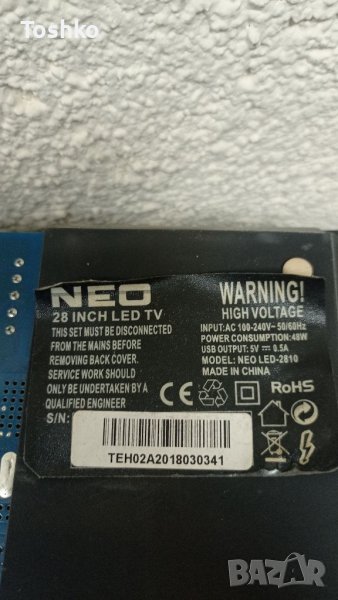 Toshko
NEO
28 INCH LED TV
THIS SET MUST BE DISCONNECTED
FROM THE MAINS BEFORE
REMOVING BACK COVER.
SERVICE WORK SHOULD
ONLY BE UNDERTAKEN BY A
QUALIFIED ENGINEER
S/N:
TEH02A2018030341
WARNING!
HIGH VOLTAGE
INPUT:AC 100-240V~ 50/60Hz
POWER CONSUMPTION:48W
USB OUTPUT: 5V ⎓ 0.5A
MODEL: NEO LED-2810
MADE IN CHINA
CE
RoHS
BAZAR